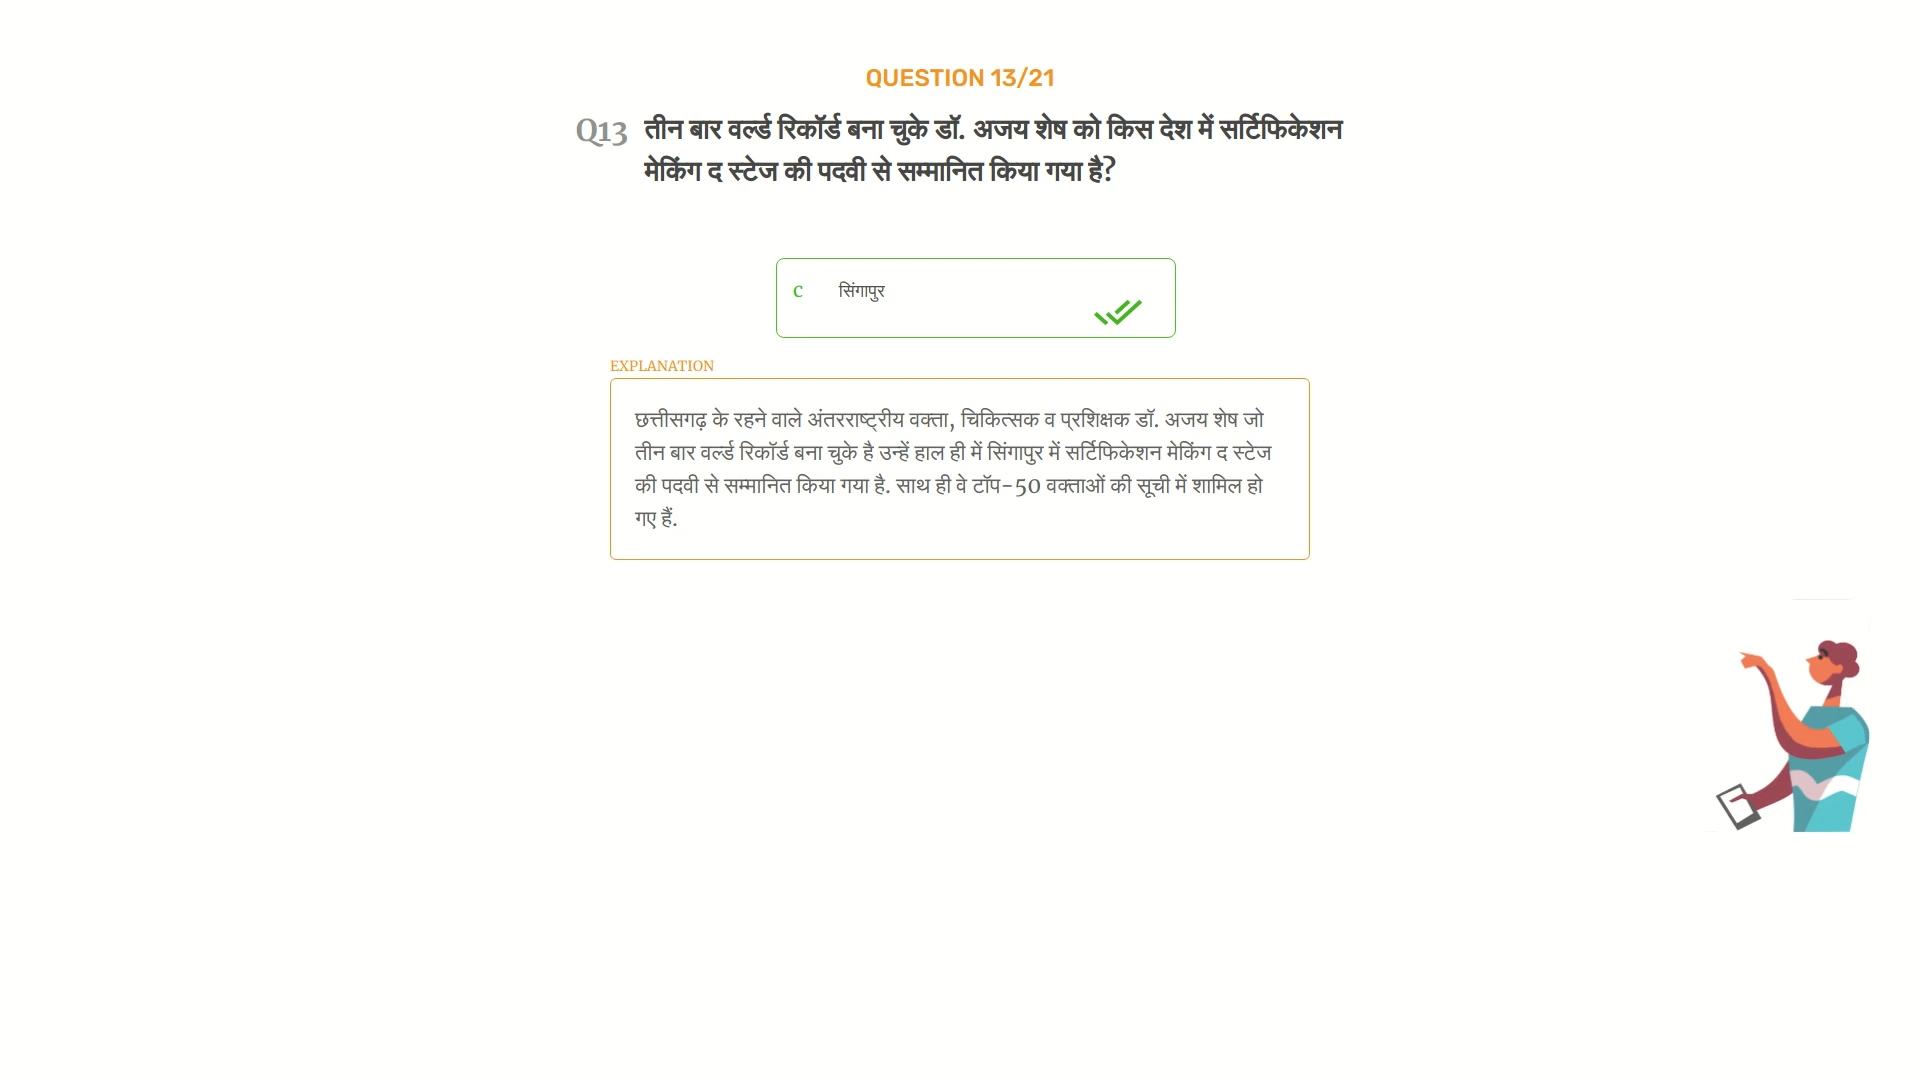 QUESTION 13/21
Q13 तीन बार वर्ल्ड रिकॉर्ड बना चुके डॉ. अजय शेष को किस देश में सर्टिफिकेशन
मेकिंग द स्टेज की पदवी से सम्मानित किया गया है?
C सिंगापुर
EXPLANATION
छत्तीसगढ़ के रहने वाले अंतरराष्ट्रीय वक्ता, चिकित्सक व प्रशिक्षक डॉ. अजय शेष जो
तीन बार वर्ल्ड रिकॉर्ड बना चुके है उन्हें हाल ही में सिंगापुर में सर्टिफिकेशन मेकिंग द स्टेज
की पदवी से सम्मानित किया गया है. साथ ही वे टॉप-50 वक्ताओं की सूची में शामिल हो
गए हैं.